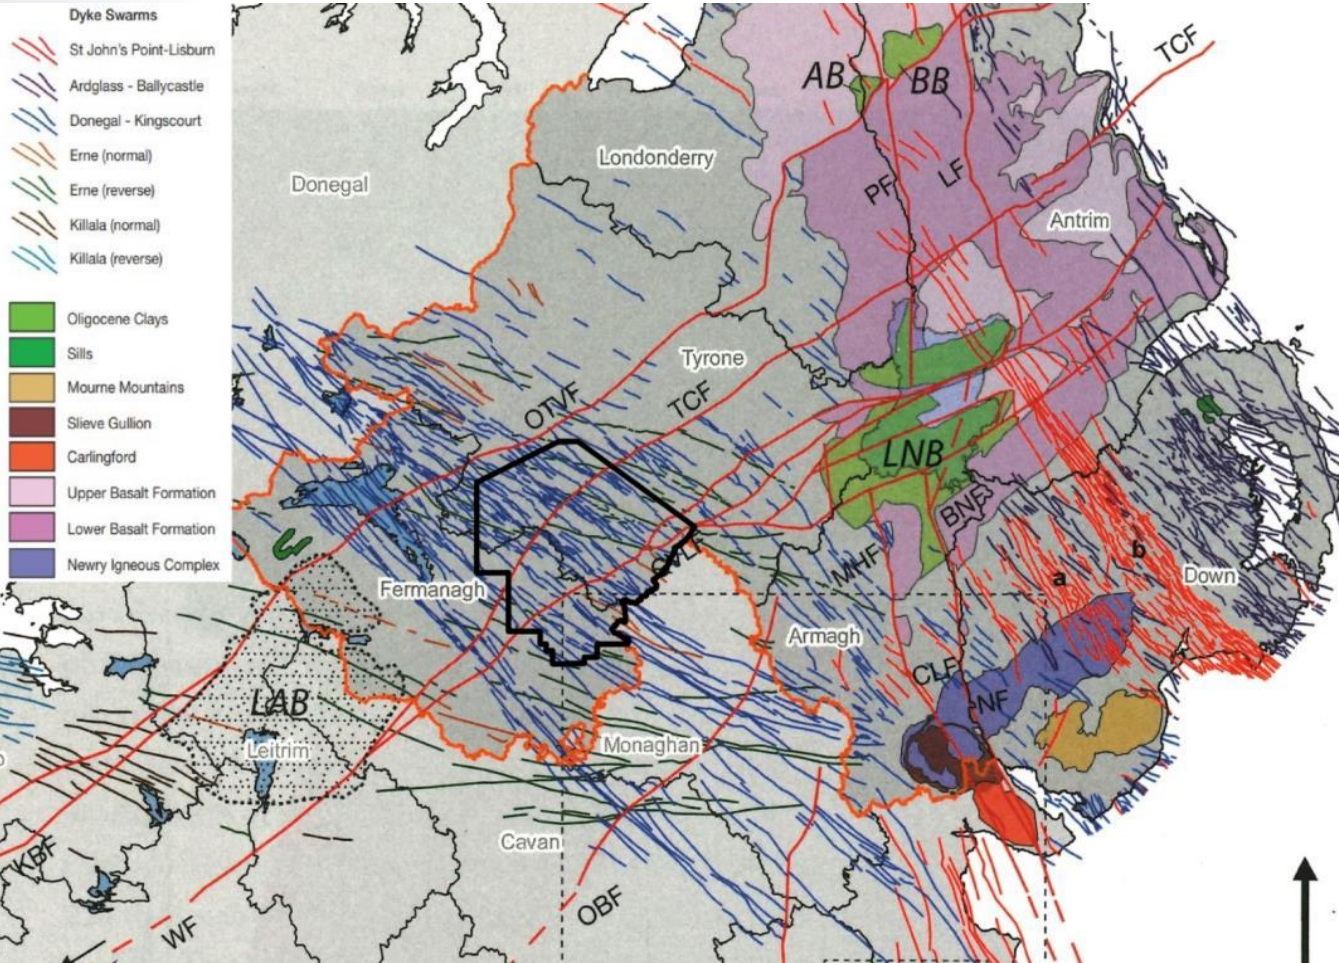 Dyke Swarms
St John's Point-Lisburn
Ardglass - Ballycastle
Donegal - Kingscourt
Erne (normal)
Erne (reverse)
Killala (normal)
Killala (reverse)
Oligocene Clays
Sills
Mourne Mountains
Slieve Gullion
Carlingford
Upper Basalt Formation
Lower Basalt Formation
Newry Igneous Complex
TCF
AB
BB
Londonderry
Donegal
PF
LF
Antrim
Tyrone
OTVF
TCF
LNB
BNF
MHF
b
a
Down
Fermanagh
Armagh
CLF
NF
LAB
Leitrim
Monaghan
Cavan
KBF
OBF
WF